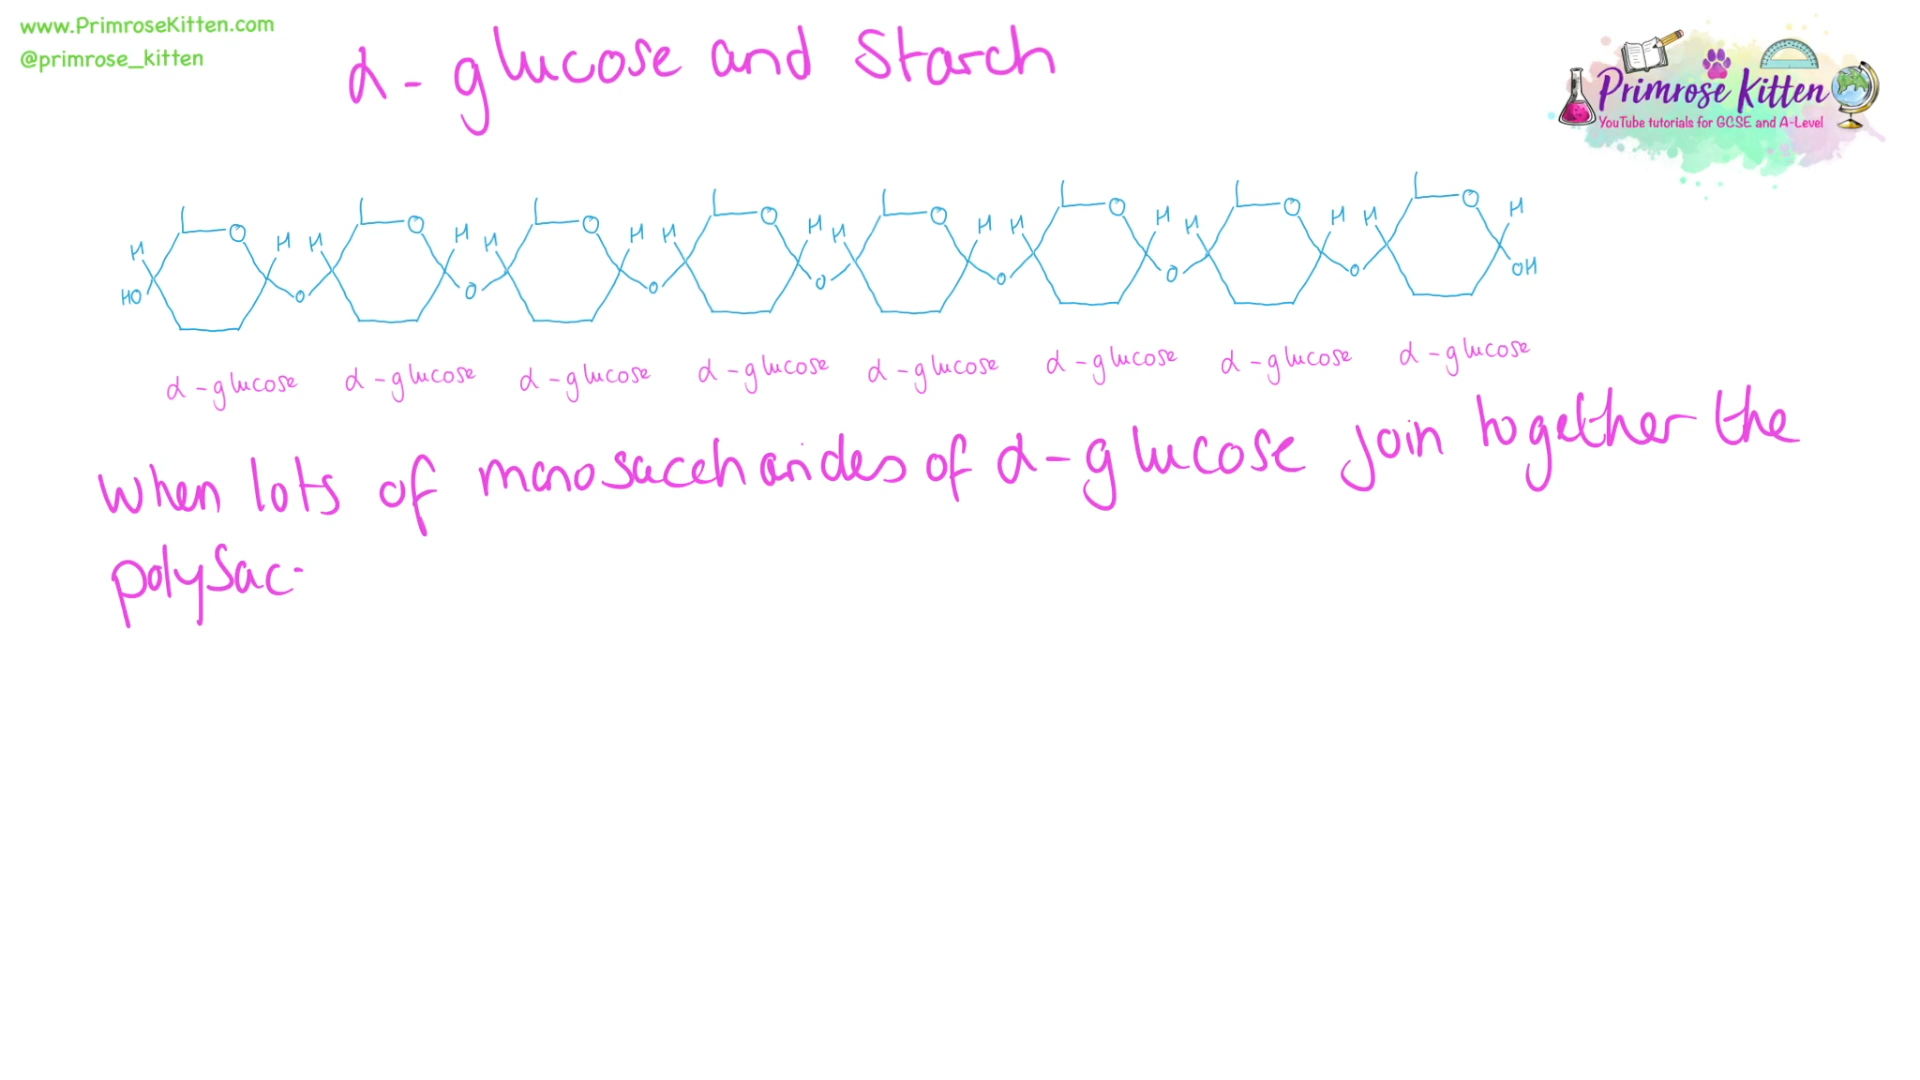 www.PrimroseKitten.com
@primrose_kitten
α - glucose and Starch
Primrose Kitten
YouTube tutorials for GCSE and A-Level
H O H H O H H O H H O H H O H H O H H O H H O H
HO O O O O O O O OH
α - glucose α - glucose α - glucose α - glucose α - glucose α - glucose α - glucose α - glucose
When lots of monosaccharides of α - glucose join together the
polysac-